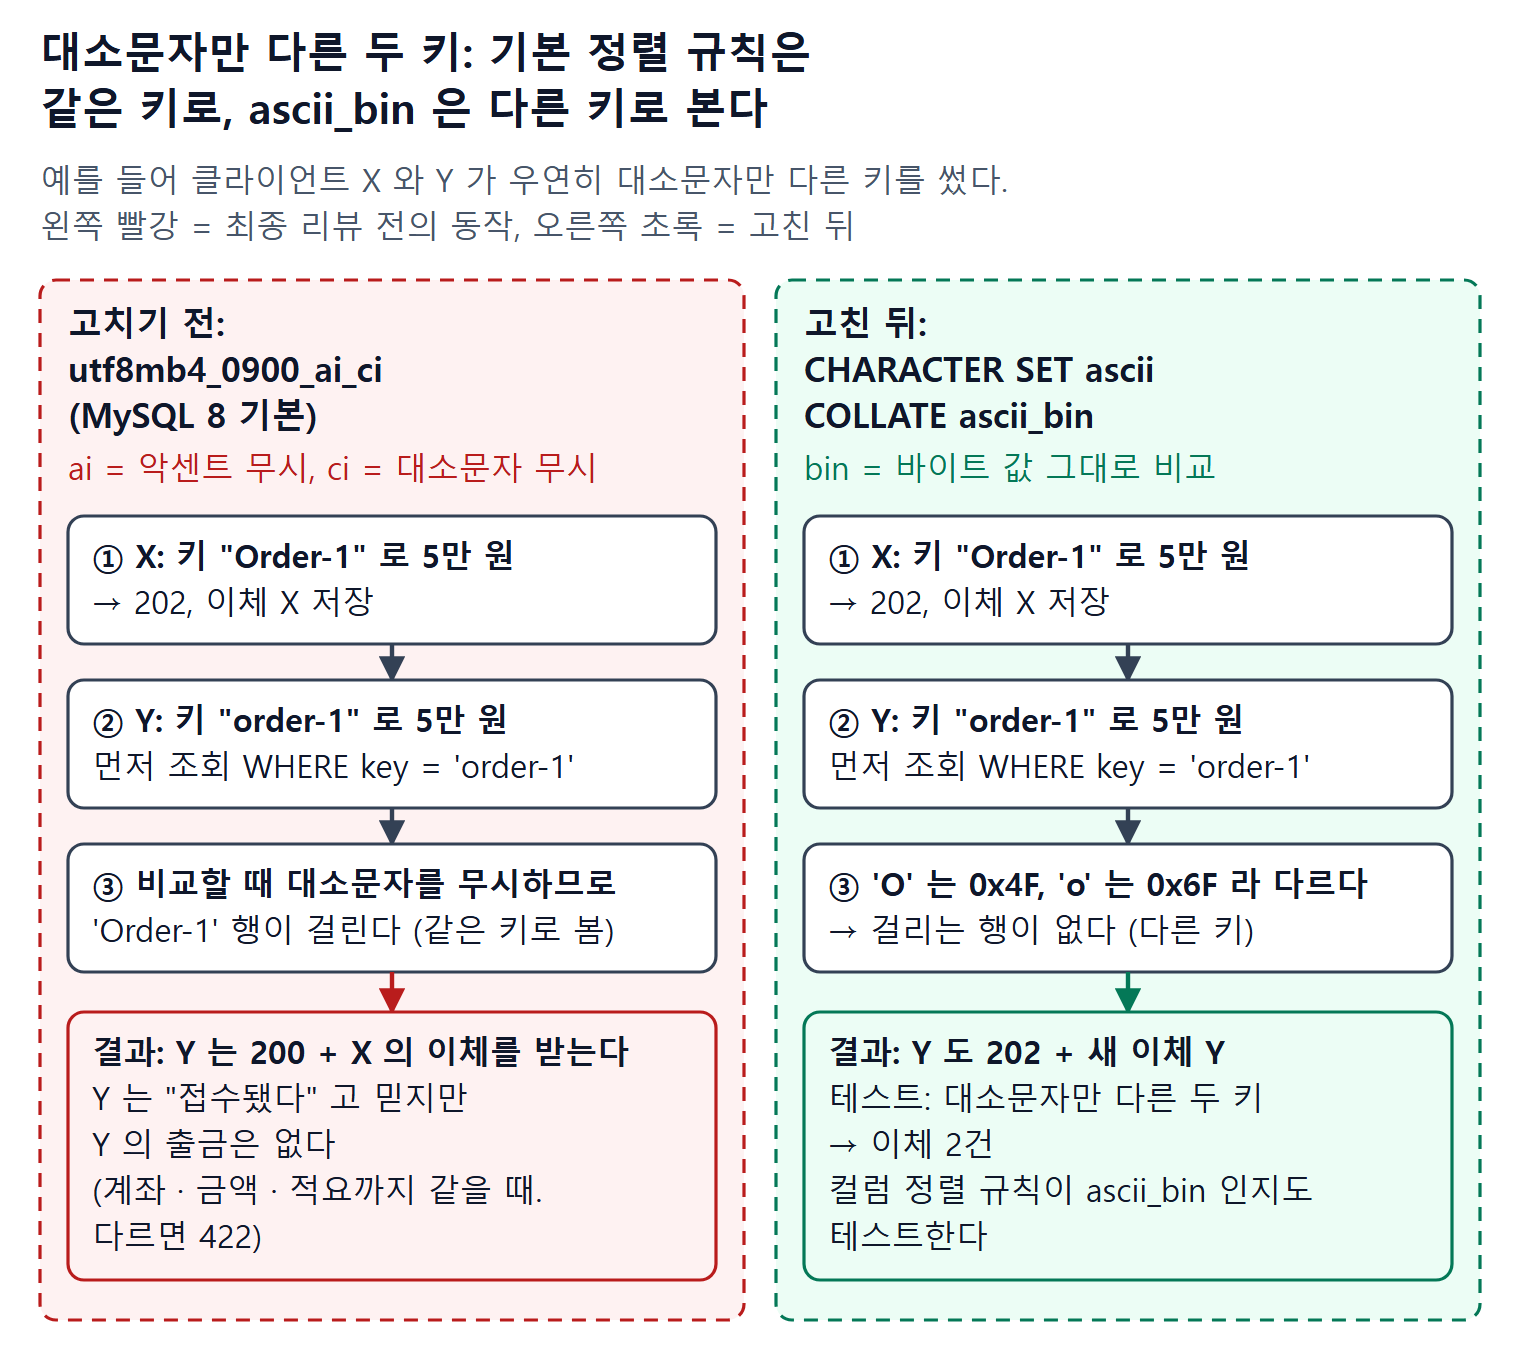 대소문자만 다른 두 키: 기본 정렬 규칙은
같은 키로, ascii_bin 은 다른 키로 본다
예를 들어 클라이언트 X 와 Y 가 우연히 대소문자만 다른 키를 썼다.
왼쪽 빨강 = 최종 리뷰 전의 동작, 오른쪽 초록 = 고친 뒤
고치기 전:
utf8mb4_0900_ai_ci
(MySQL 8 기본)
ai = 악센트 무시, ci = 대소문자 무시
① X: 키 "Order-1" 로 5만 원
→ 202, 이체 X 저장
② Y: 키 "order-1" 로 5만 원
먼저 조회 WHERE key = 'order-1'
③ 비교할 때 대소문자를 무시하므로
'Order-1' 행이 걸린다 (같은 키로 봄)
결과: Y 는 200 + X 의 이체를 받는다
Y 는 "접수됐다" 고 믿지만
Y 의 출금은 없다
(계좌 · 금액 · 적요까지 같을 때.
다르면 422)
고친 뒤:
CHARACTER SET ascii
COLLATE ascii_bin
bin = 바이트 값 그대로 비교
① X: 키 "Order-1" 로 5만 원
→ 202, 이체 X 저장
② Y: 키 "order-1" 로 5만 원
먼저 조회 WHERE key = 'order-1'
③ 'O' 는 0x4F, 'o' 는 0x6F 라 다르다
→ 걸리는 행이 없다 (다른 키)
결과: Y 도 202 + 새 이체 Y
테스트: 대소문자만 다른 두 키
→ 이체 2건
컬럼 정렬 규칙이 ascii_bin 인지도
테스트한다